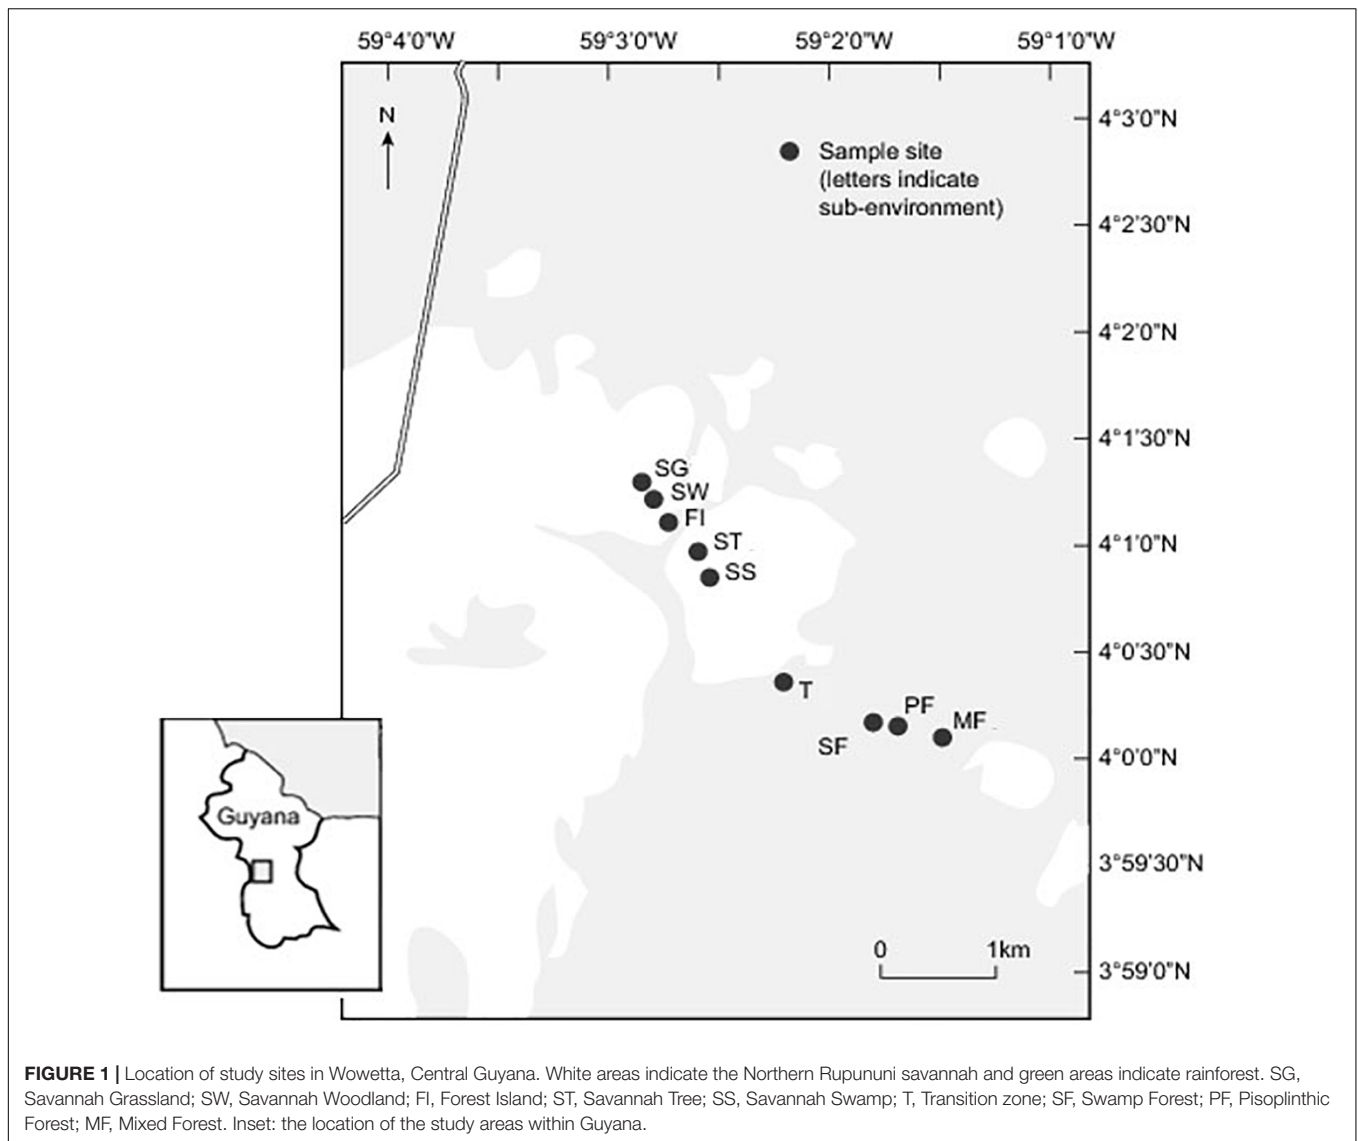 59°4'0"W 59°3'0"W 59°2'0"W 59°1'0"W
N
4°3'0"N
Sample site
(letters indicate
sub-environment)
4°2'30"N
4°2'0"N
4°1'30"N
SG
SW
FI
ST
4°1'0"N
SS
4°0'30"N
T
PF
MF
SF
4°0'0"N
Guyana
3°59'30"N
0 1km
3°59'0"N
FIGURE 1 | Location of study sites in Wowetta, Central Guyana. White areas indicate the Northern Rupununi savannah and green areas indicate rainforest. SG,
Savannah Grassland; SW, Savannah Woodland; FI, Forest Island; ST, Savannah Tree; SS, Savannah Swamp; T, Transition zone; SF, Swamp Forest; PF, Pisoplinthic
Forest; MF, Mixed Forest. Inset: the location of the study areas within Guyana.